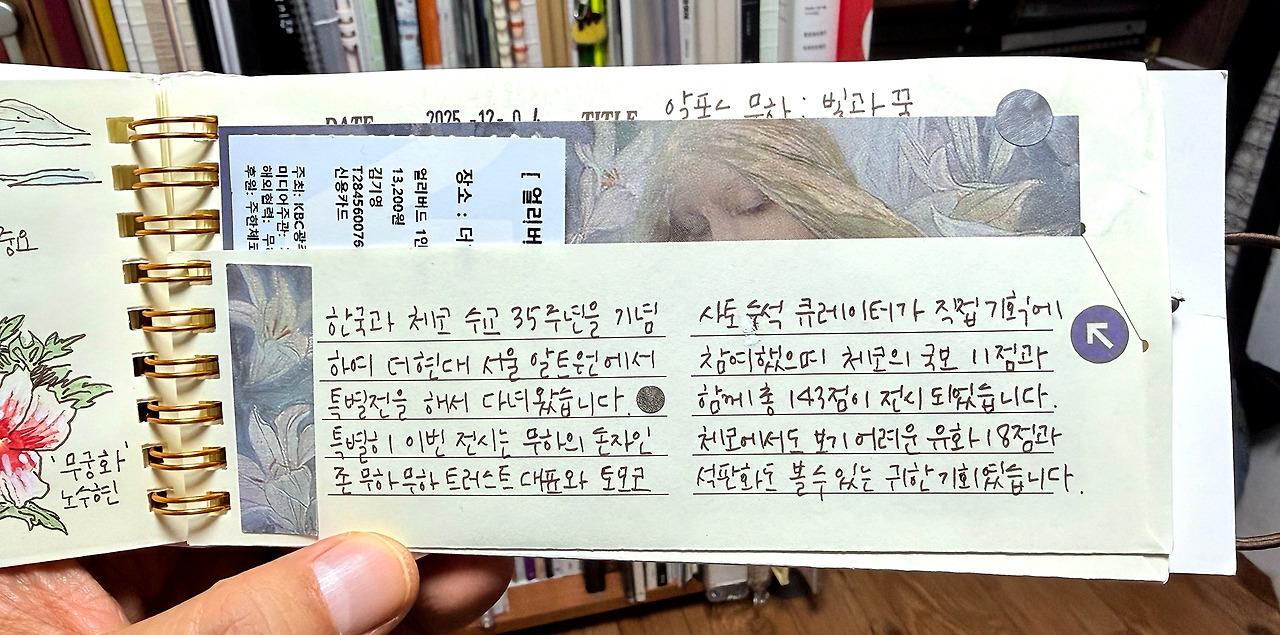 DATE 2025-12-04 TITLE 알폰스 무하 : 빛과 꿈
[ 얼리버
장소 : 더
얼리버드 1인
13,200원
김기영
T284560076
신용카드
주최: KBC광
미디어주관 :
해외협력: 무
후원: 주한체코
한국과 체코 수교 35주년을 기념
하여 더현대 서울 알트원에서
특별전을 해서 다녀왔습니다.
특별히 이번 전시는 무하의 손자인
존 무하 무하 트러스트 대표와 토모코
사토 수석 큐레이터가 직접 기획에
참여했으며 체코의 국보 11점과
함께 총 143점이 전시 되었습니다.
체코에서도 보기 어려운 유화 18점과
석판화도 볼 수 있는 귀한 기회였습니다.
중요
무궁화
노수현